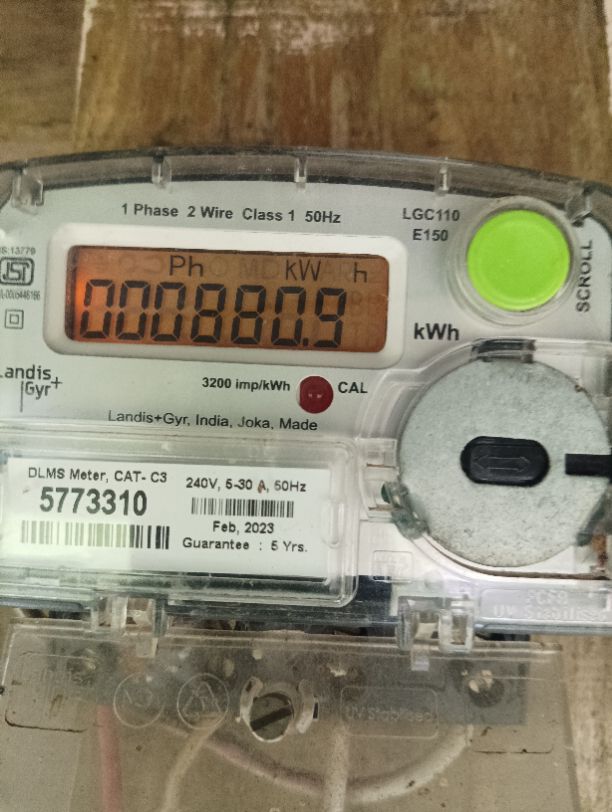 1 Phase 2 Wire Class 1 50Hz
LGC110
E150
SCROLL
Ph kW h
000880.9
kWh
Landis
Gyr+
3200 imp/kWh CAL
Landis+Gyr, India, Joka, Made
DLMS Meter, CAT- C3
5773310
240V, 5-30 A, 50Hz
Feb, 2023
Guarantee : 5 Yrs.